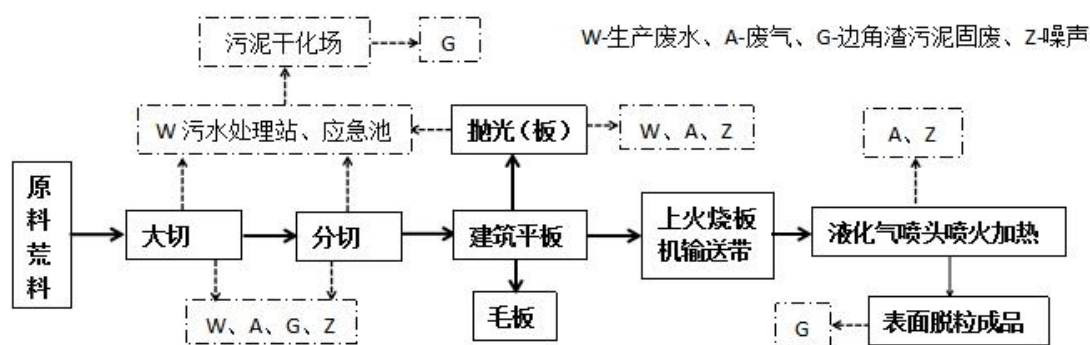 污泥干化场
G
W-生产废水、A-废气、G-边角渣污泥固废、Z-噪声
W 污水处理站、应急池
抛光（板）
W、A、Z
A、Z
原
料
荒
料
大切
分切
建筑平板
上火烧板
机输送带
液化气喷头喷火加热
W、A、G、Z
毛板
G
表面脱粒成品